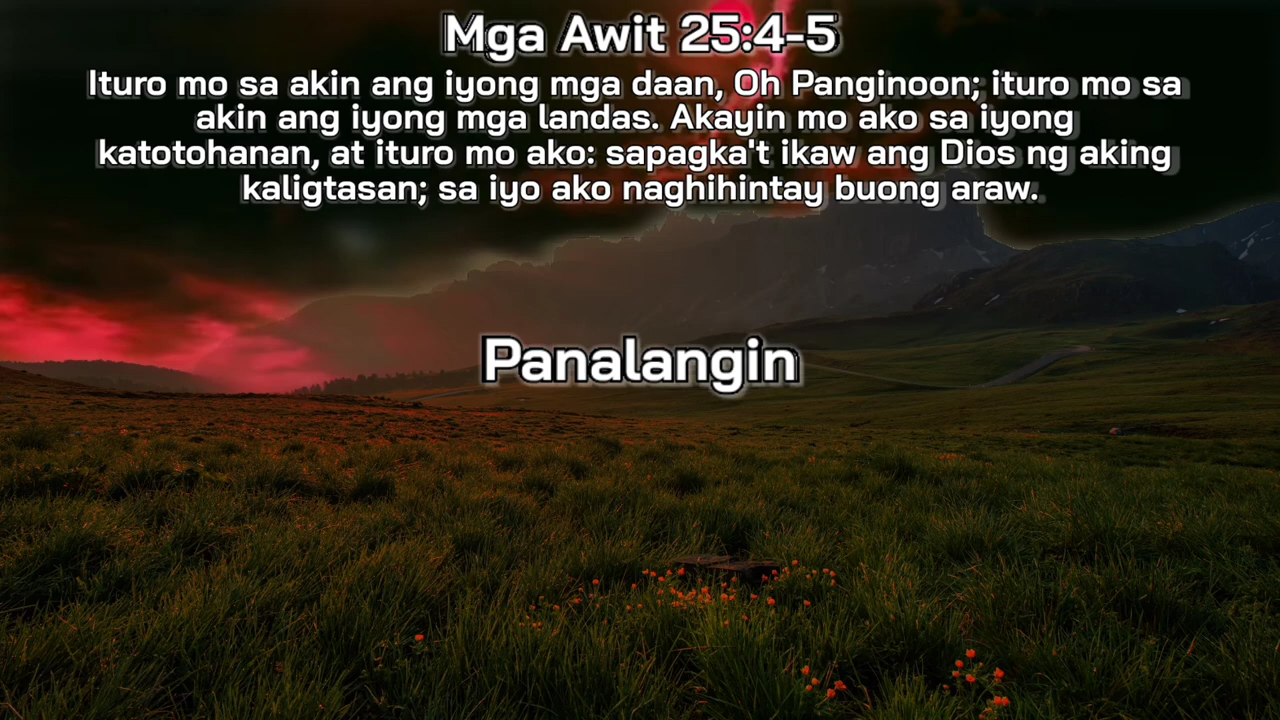 Mga Awit 25:4-5
Ituro mo sa akin ang iyong mga daan, Oh Panginoon; ituro mo sa
akin ang iyong mga landas. Akayin mo ako sa iyong
katotohanan, at ituro mo ako: sapagka't ikaw ang Dios ng aking
kaligtasan; sa iyo ako naghihintay buong araw.
Panalangin